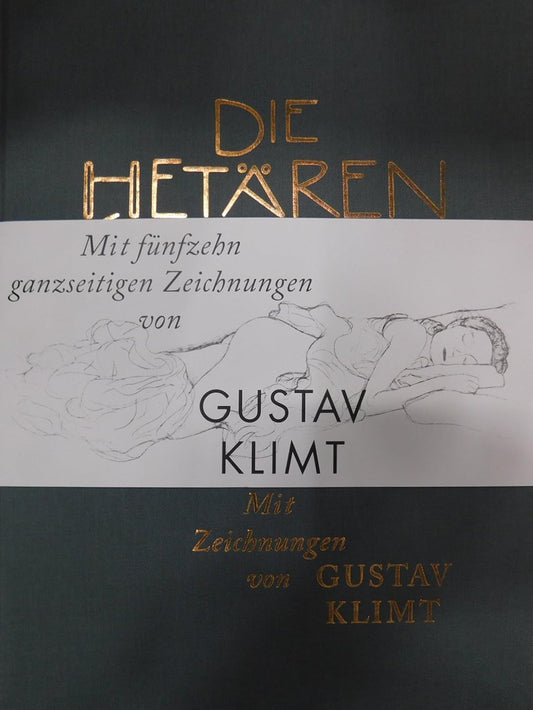 DIE
HETÄREN
Mit fünfzehn
ganzseitigen Zeichnungen
von
GUSTAV
KLIMT
Mit
Zeichnungen
von GUSTAV
KLIMT